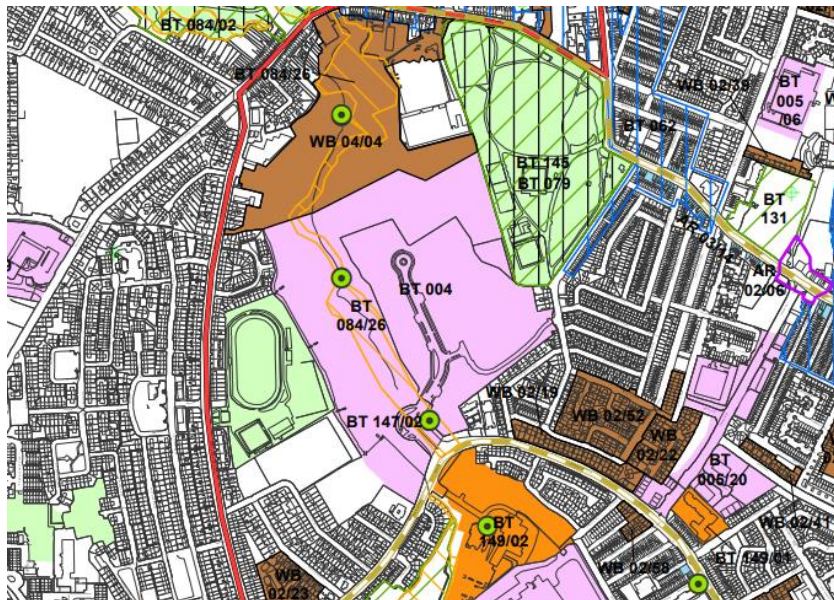 BT 084/02
BT 084/26
WB 04/04
WB 02/39
BT
005
/06
BT 062
BT 145
BT 079
BT
131
AR
02/06
BT 004
BT
084/26
WB 02/19
BT 147/02
WB 02/52
WB
02/22
BT
005/20
WB 02/41
BT
149/02
WB 02/58
BT 149/01
WB
02/23